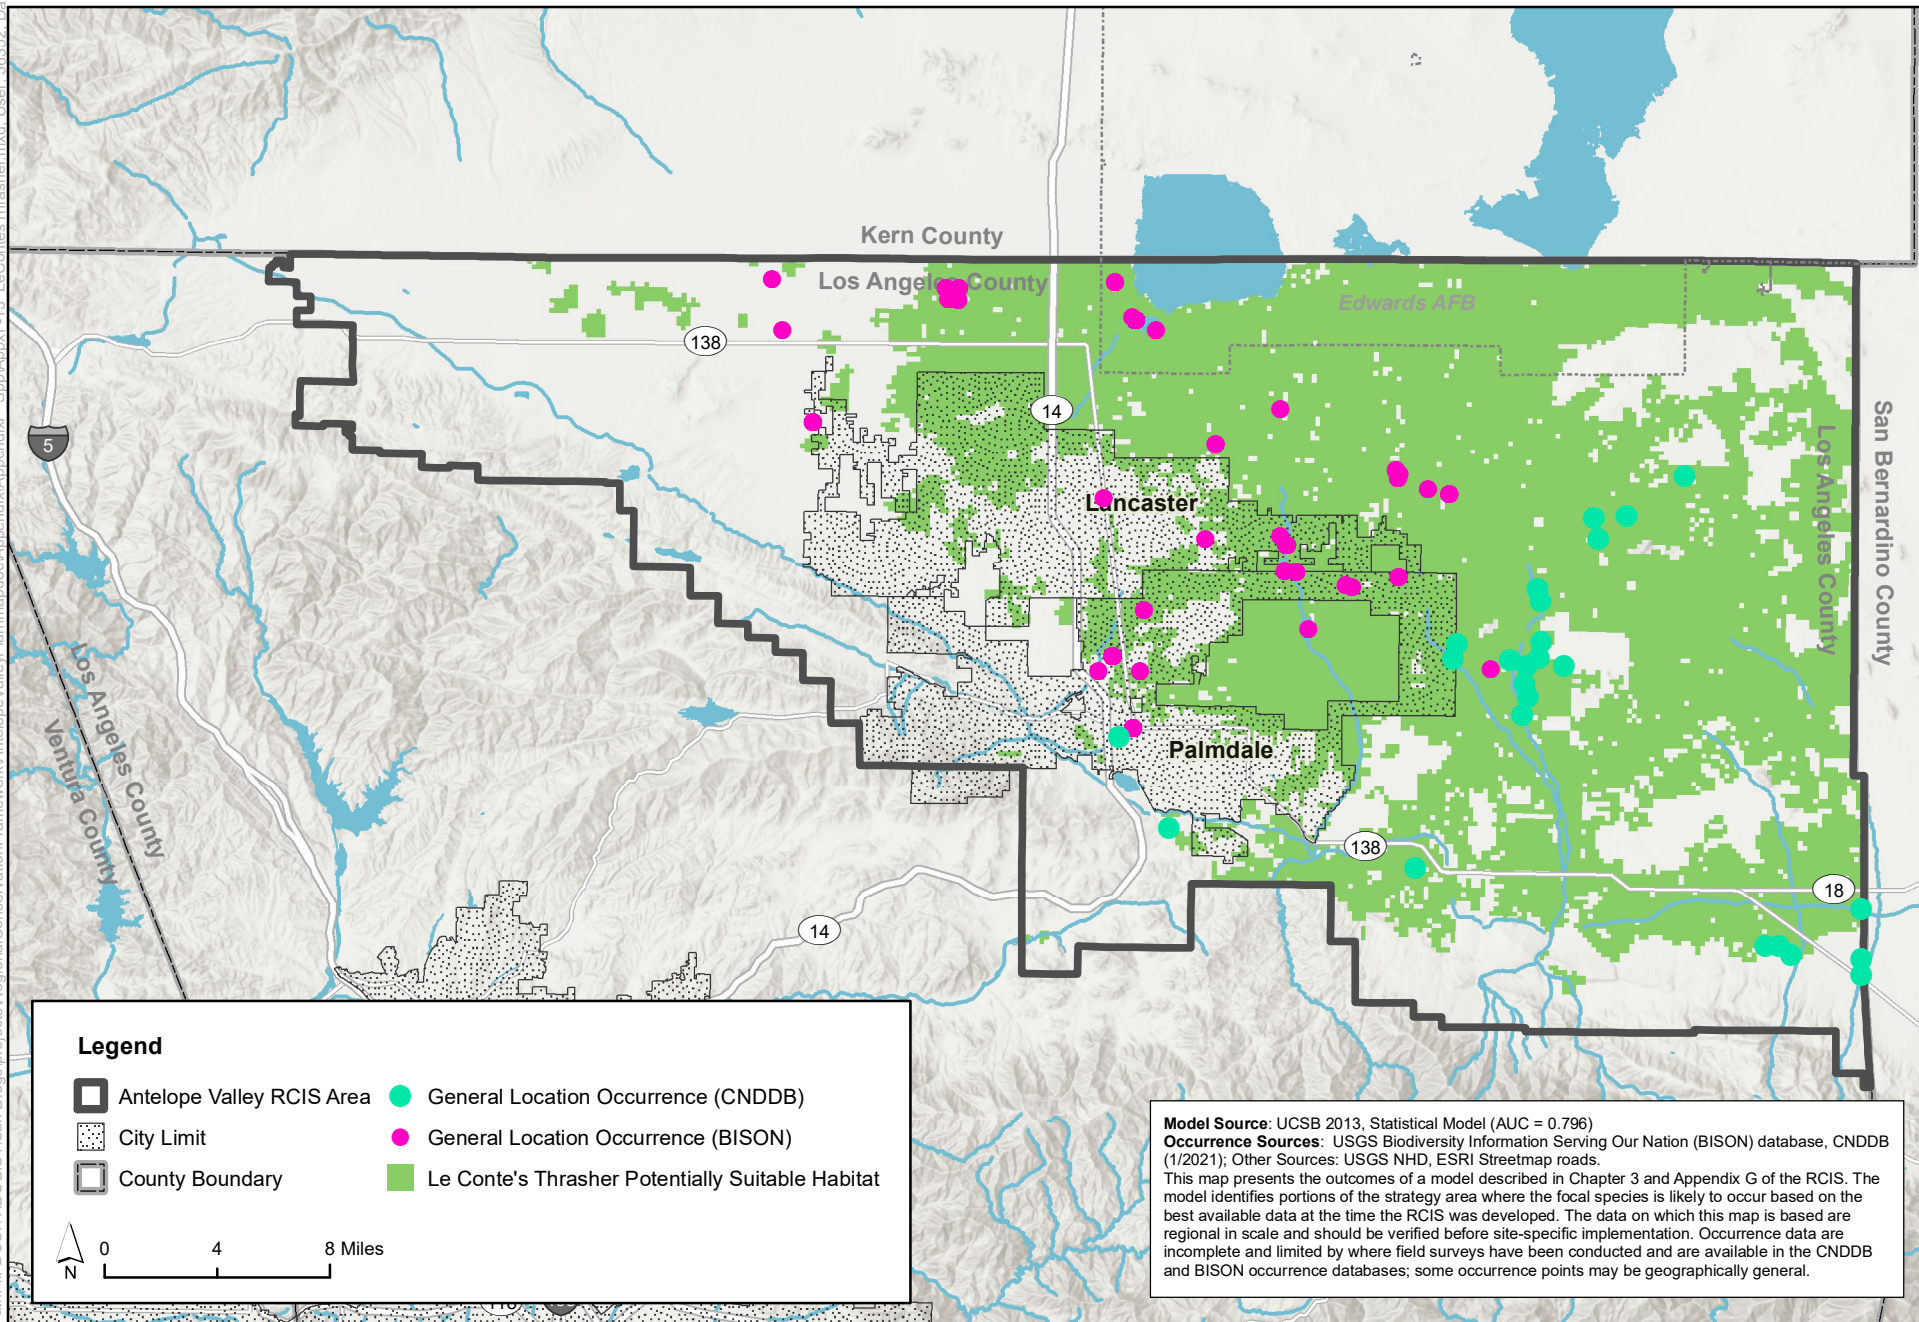 Kern County
Los Angeles County
Edwards AFB
138
14
5
Lancaster
San Bernardino County
Los Angeles County
Los Angeles County
Ventura County
Palmdale
138
18
14
Legend
Antelope Valley RCIS Area
General Location Occurrence (CNDDB)
City Limit
General Location Occurrence (BISON)
County Boundary
Le Conte's Thrasher Potentially Suitable Habitat
N
0 4 8 Miles
Model Source: UCSB 2013, Statistical Model (AUC = 0.796)
Occurrence Sources: USGS Biodiversity Information Serving Our Nation (BISON) database, CNDDB
(1/2021); Other Sources: USGS NHD, ESRI Streetmap roads.
This map presents the outcomes of a model described in Chapter 3 and Appendix G of the RCIS. The
model identifies portions of the strategy area where the focal species is likely to occur based on the
best available data at the time the RCIS was developed. The data on which this map is based are
regional in scale and should be verified before site-specific implementation. Occurrence data are
incomplete and limited by where field surveys have been conducted and are available in the CNDDB
and BISON occurrence databases; some occurrence points may be geographically general.